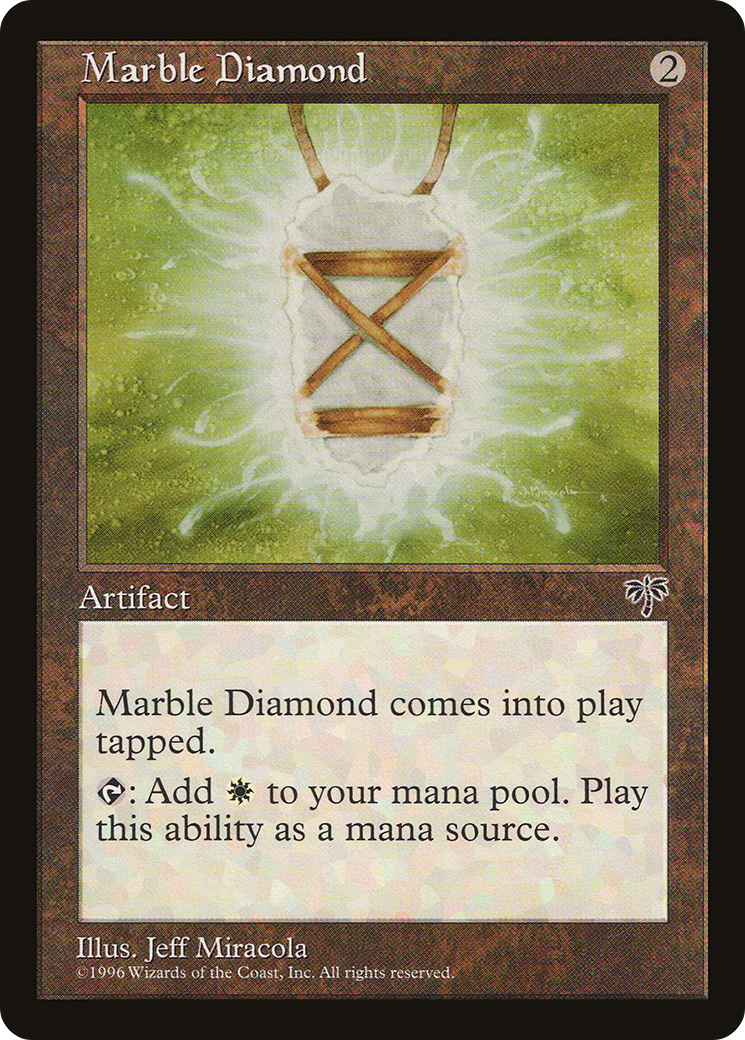 Marble Diamond 2
Artifact
Marble Diamond comes into play
tapped.
: Add to your mana pool. Play
this ability as a mana source.
Illus. Jeff Miracola
©1996 Wizards of the Coast, Inc. All rights reserved.